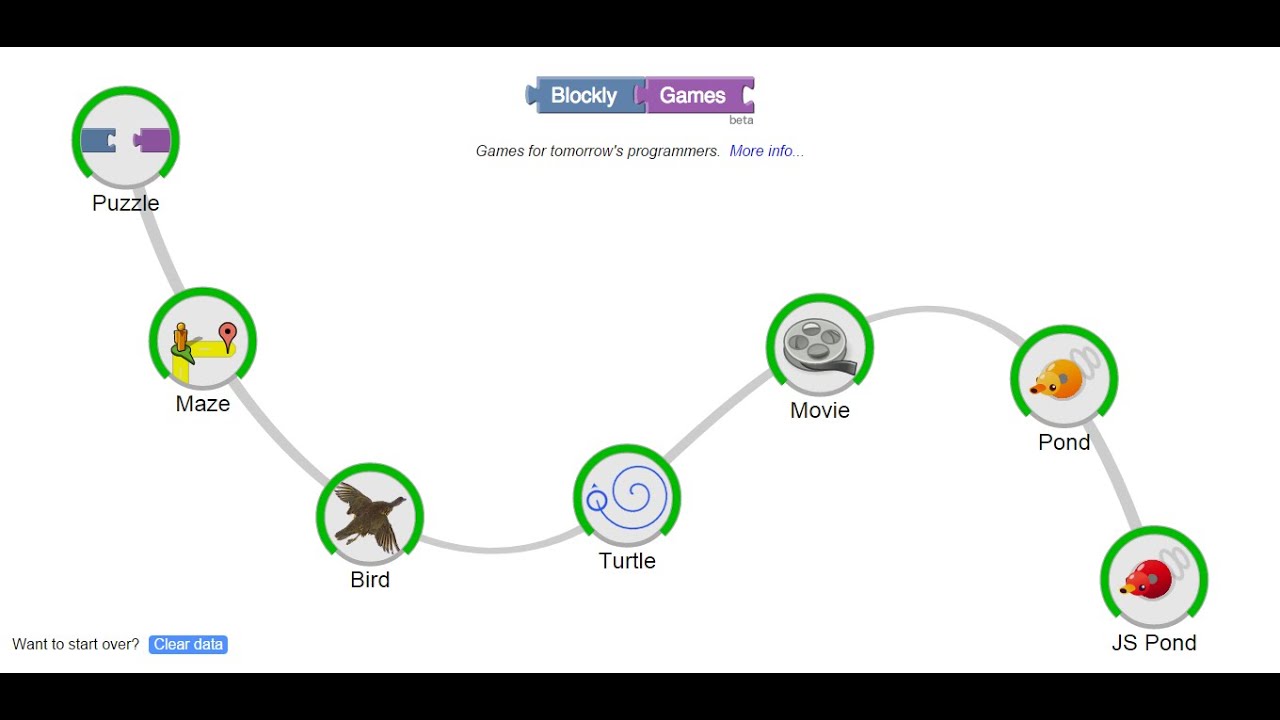 Blockly Games
beta
Games for tomorrow's programmers. More info...
Puzzle
Maze
Bird
Turtle
Movie
Pond
JS Pond
Want to start over? Clear data